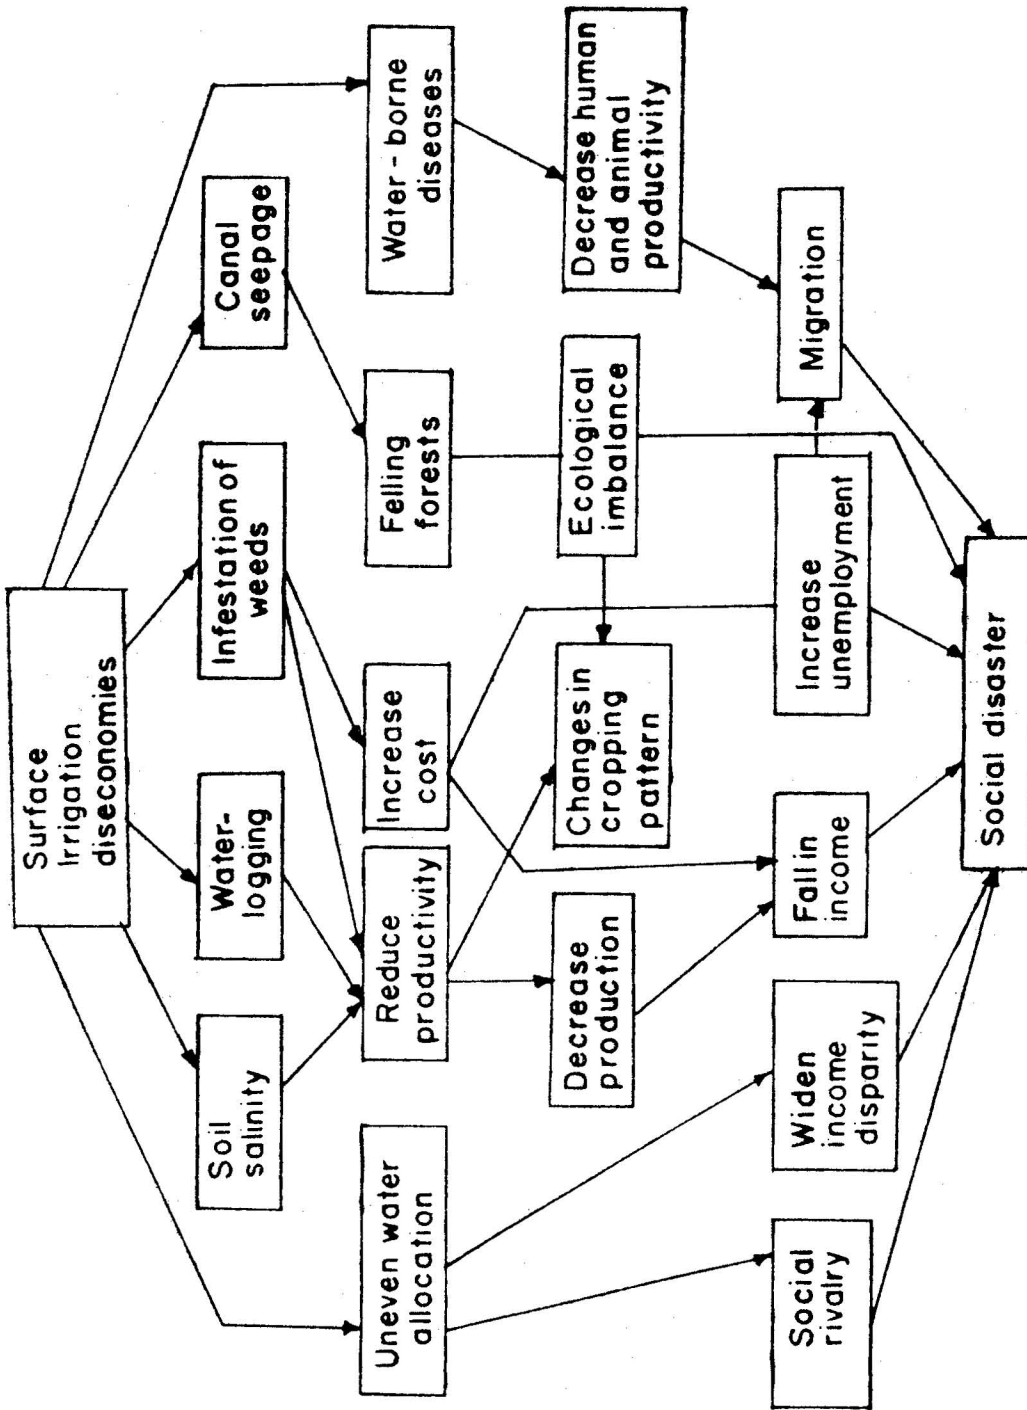 Surface
Irrigation
diseconomies
Soil
salinity
Water-
logging
Infestation of
weeds
Canal
seepage
Uneven water
allocation
Reduce
productivity
Increase
cost
Felling
forests
Water-borne
diseases
Decrease
production
Changes in
cropping
pattern
Ecological
imbalance
Decrease human
and animal
productivity
Social
rivalry
Widen
income
disparity
Fall in
income
Increase
unemployment
Migration
Social disaster